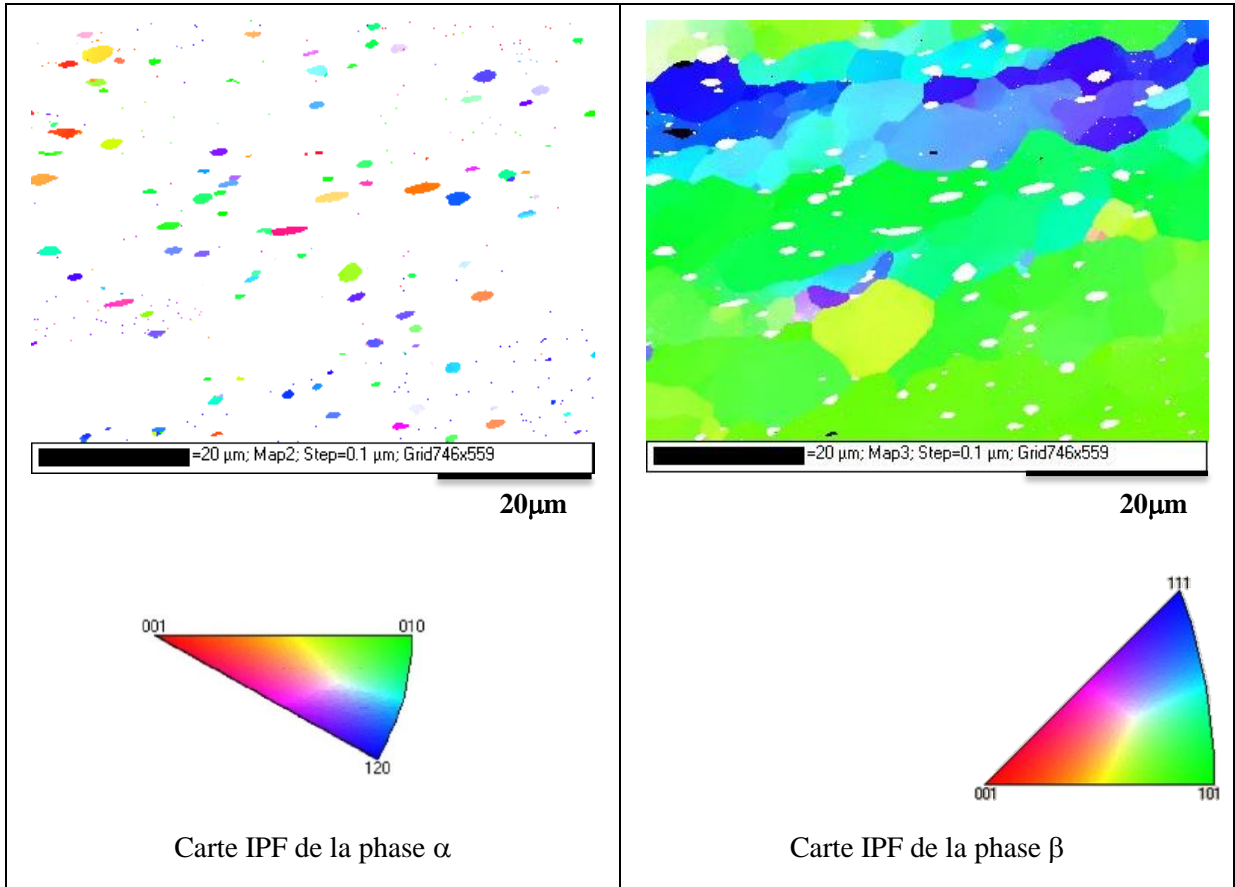 =20 µm; Map2; Step=0.1 µm; Grid746x559
20µm
001
010
120
Carte IPF de la phase α
=20 µm; Map3; Step=0.1 µm; Grid746x559
20µm
111
001
101
Carte IPF de la phase β